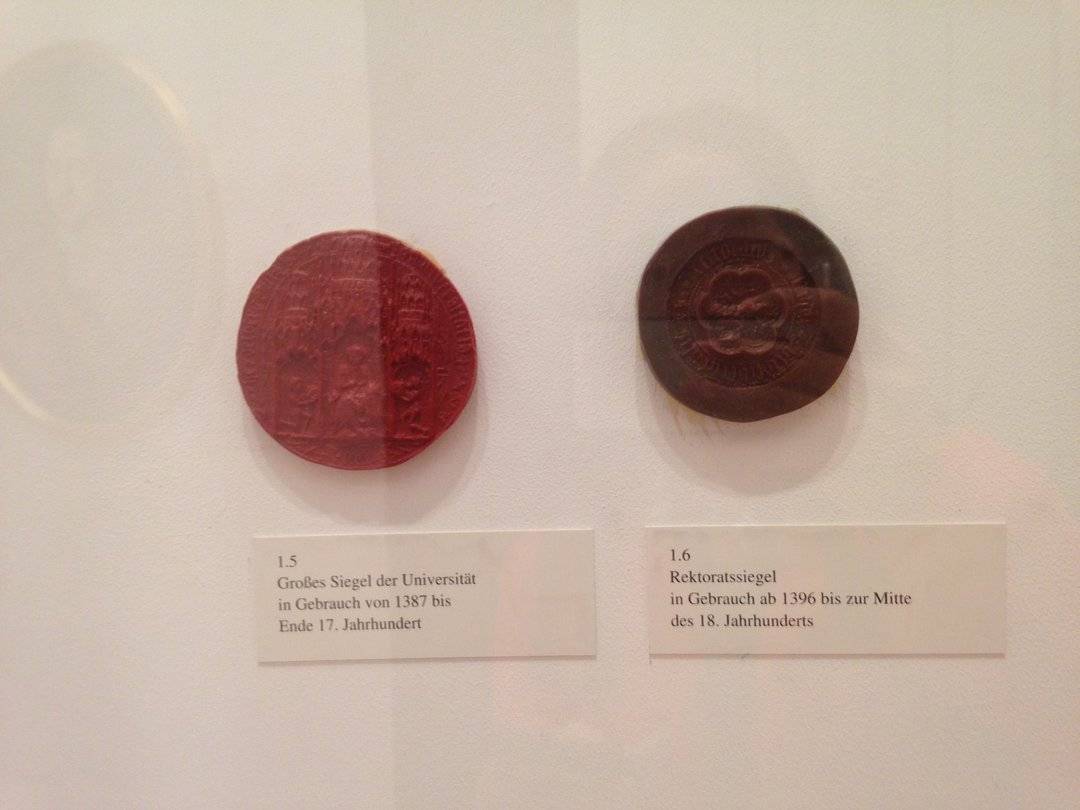 1.5
Großes Siegel der Universität
in Gebrauch von 1387 bis
Ende 17. Jahrhundert
1.6
Rektoratssiegel
in Gebrauch ab 1396 bis zur Mitte
des 18. Jahrhunderts